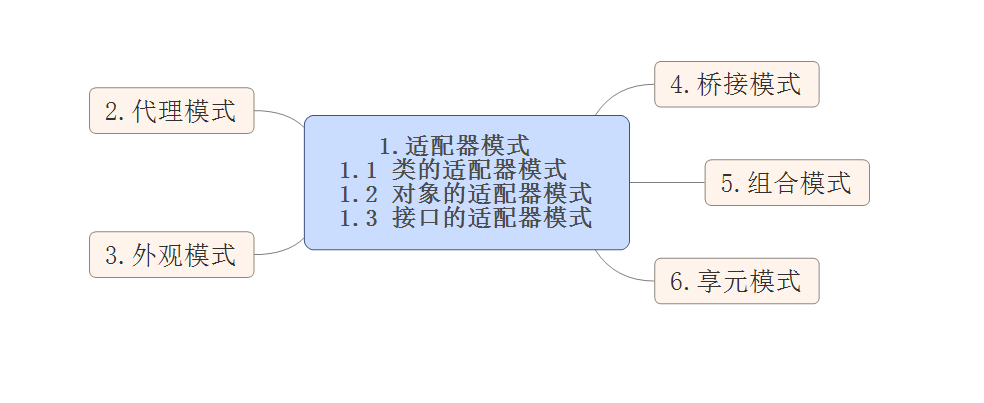 2.代理模式
3.外观模式
1.适配器模式
1.1 类的适配器模式
1.2 对象的适配器模式
1.3 接口的适配器模式
4.桥接模式
5.组合模式
6.享元模式